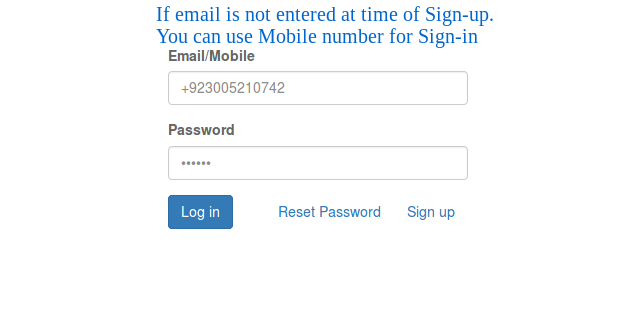 If email is not entered at time of Sign-up.
You can use Mobile number for Sign-in
Email/Mobile
+923005210742
Password
••••••
Log in Reset Password Sign up